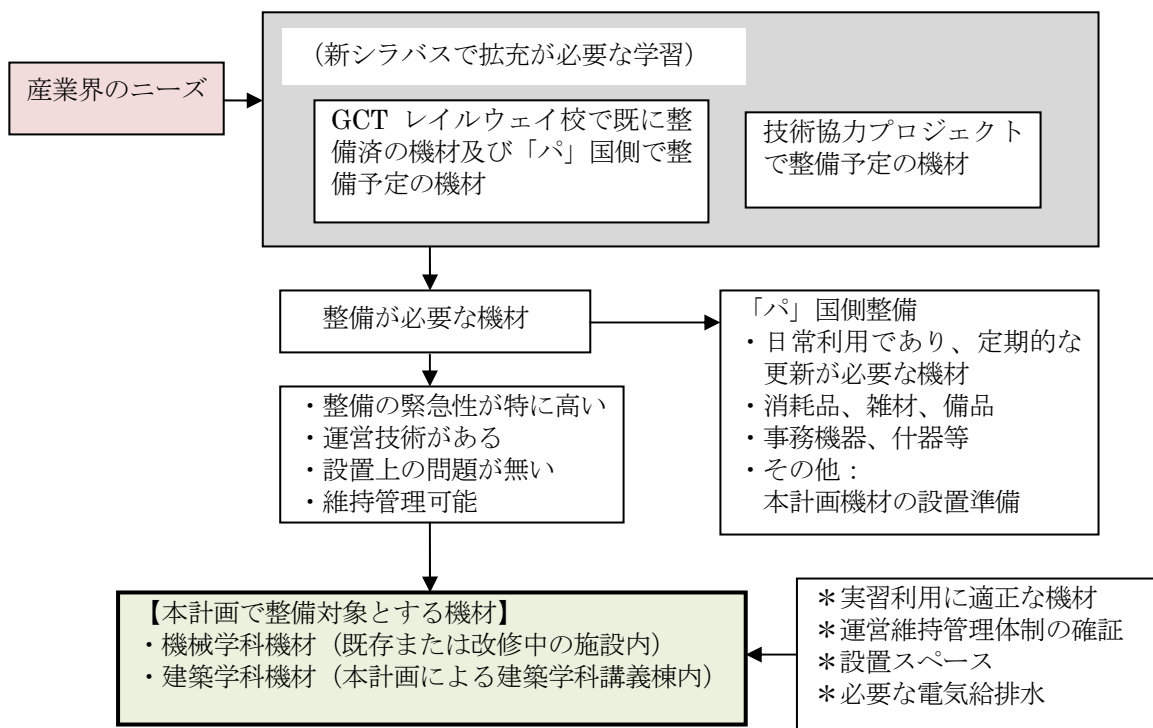 （新シラバスで拡充が必要な学習）
産業界のニーズ
GCT レイルウェイ校で既に整
備済の機材及び「パ」国側で整
備予定の機材
技術協力プロジェクト
で整備予定の機材
整備が必要な機材
「パ」国側整備
・日常利用であり、定期的な
更新が必要な機材
・消耗品、雑材、備品
・事務機器、什器等
・その他：
本計画機材の設置準備
・整備の緊急性が特に高い
・運営技術がある
・設置上の問題が無い
・維持管理可能
【本計画で整備対象とする機材】
・機械学科機材（既存または改修中の施設内）
・建築学科機材（本計画による建築学科講義棟内）
＊実習利用に適正な機材
＊運営維持管理体制の確証
＊設置スペース
＊必要な電気給排水